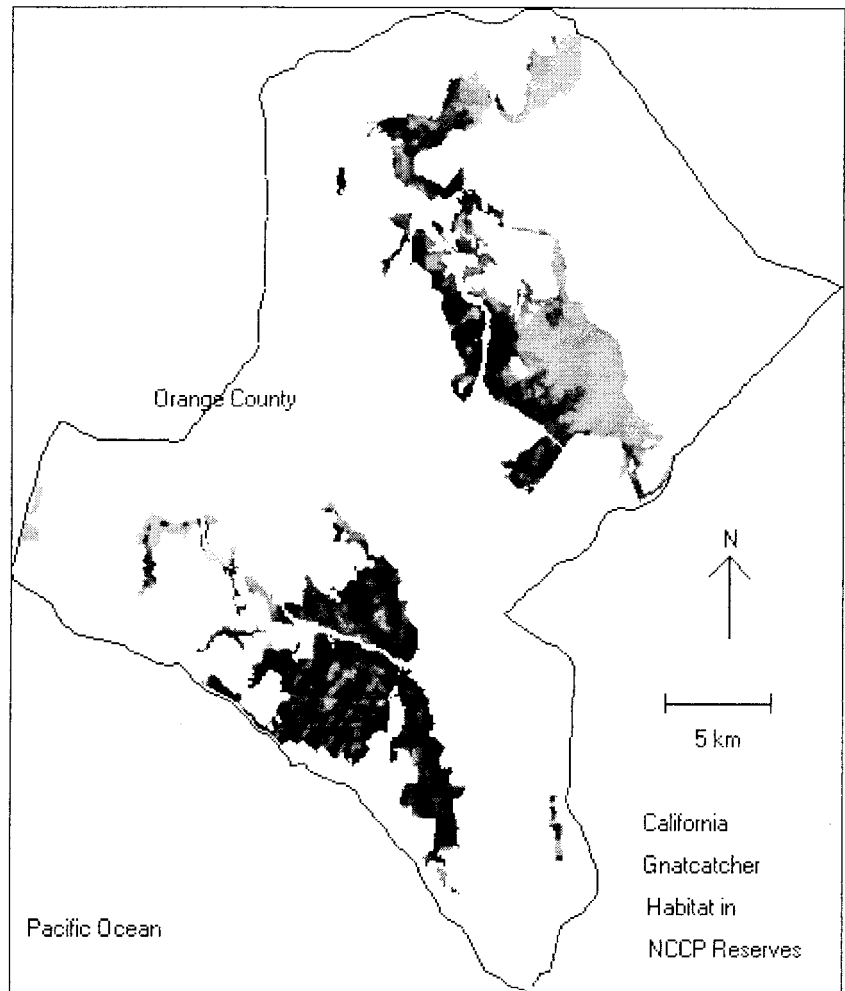 Orange County
N
5 km
California
Gnatcatcher
Habitat in
NCCP Reserves
Pacific Ocean